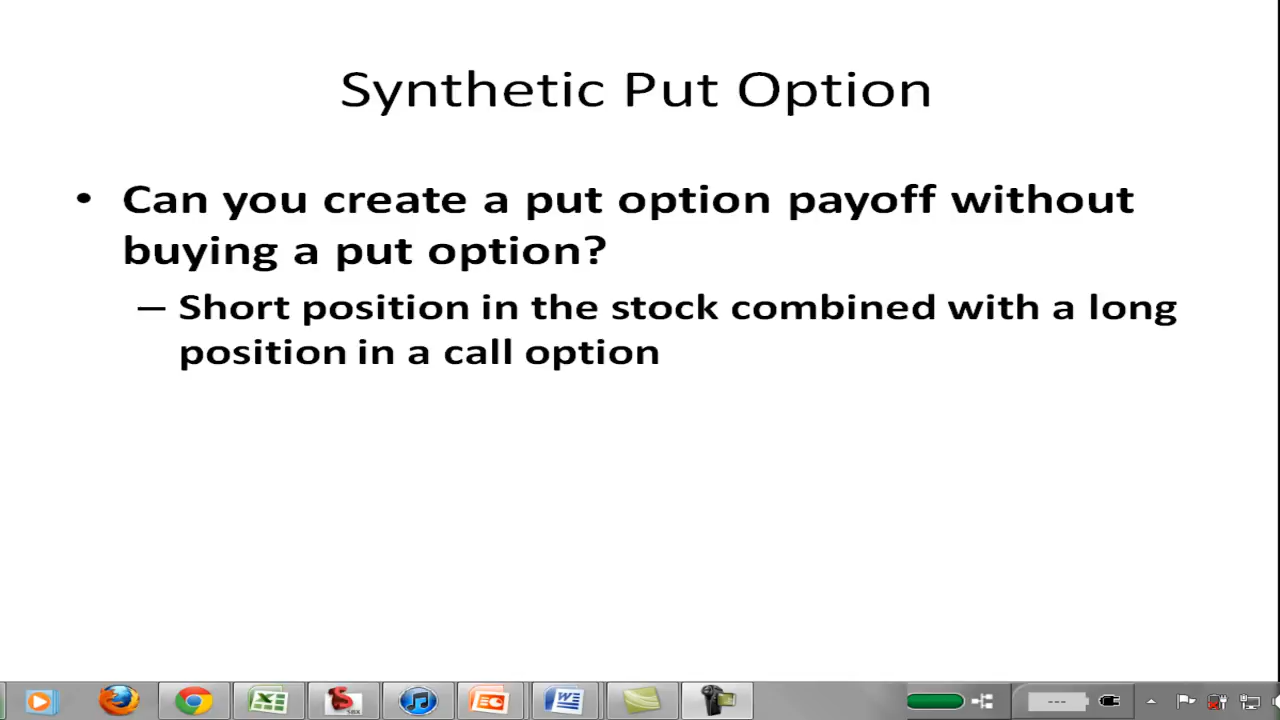 Synthetic Put Option
• Can you create a put option payoff without
buying a put option?
– Short position in the stock combined with a long
position in a call option